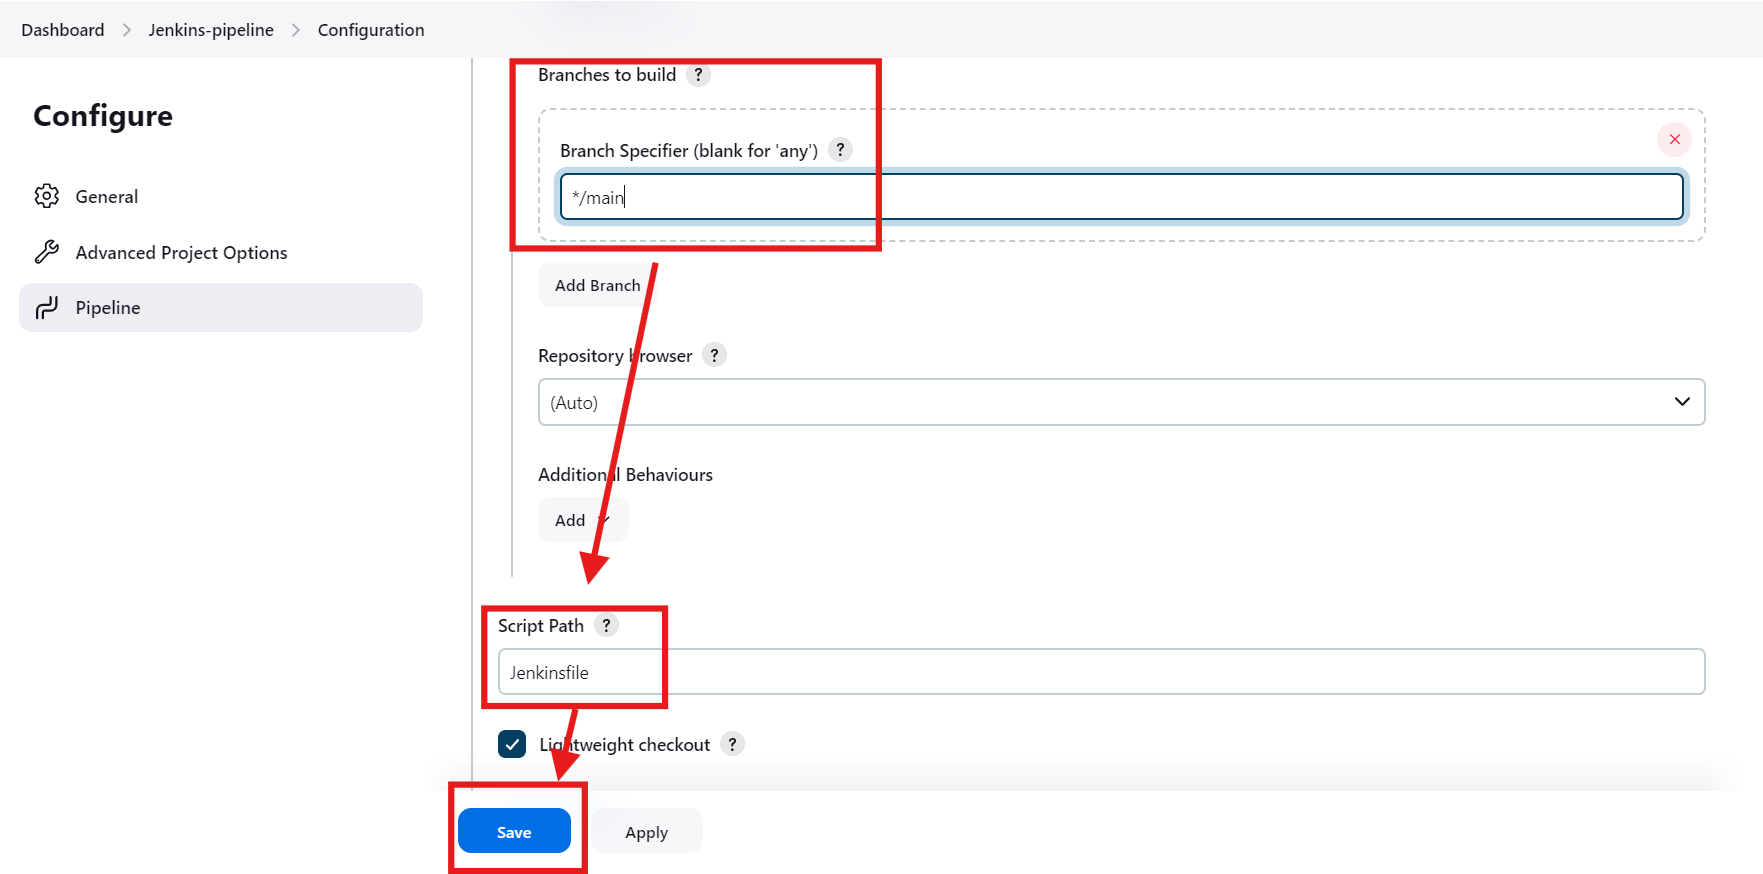 Dashboard > Jenkins-pipeline > Configuration
Configure
General
Advanced Project Options
Pipeline
Branches to build ?
Branch Specifier (blank for 'any') ?
*/main
Add Branch
Repository browser ?
(Auto)
Additional Behaviours
Add
Script Path ?
Jenkinsfile
Lightweight checkout ?
Save
Apply